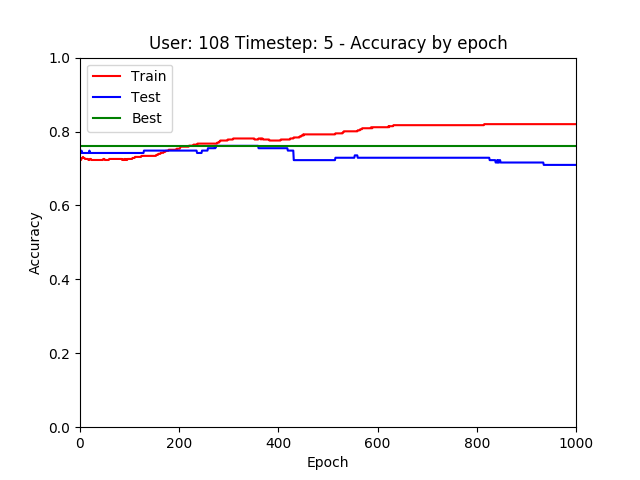 User: 108 Timestep: 5 - Accuracy by epoch
1.0
0.8
0.6
0.4
0.2
0.0
Accuracy
Train
Test
Best
0 200 400 600 800 1000
Epoch